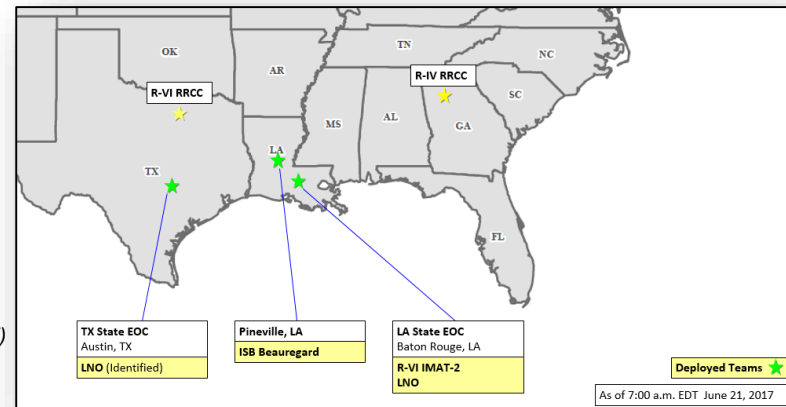 OK
TN
NC
AR
R-VI RRCC
R-IV RRCC
SC
MS
AL
GA
LA
TX
FL
)
TX State EOC
Austin, TX
LNO (Identified)
Pineville, LA
ISB Beauregard
LA State EOC
Baton Rouge, LA
R-VI IMAT-2
LNO
Deployed Teams
As of 7:00 a.m. EDT June 21, 2017